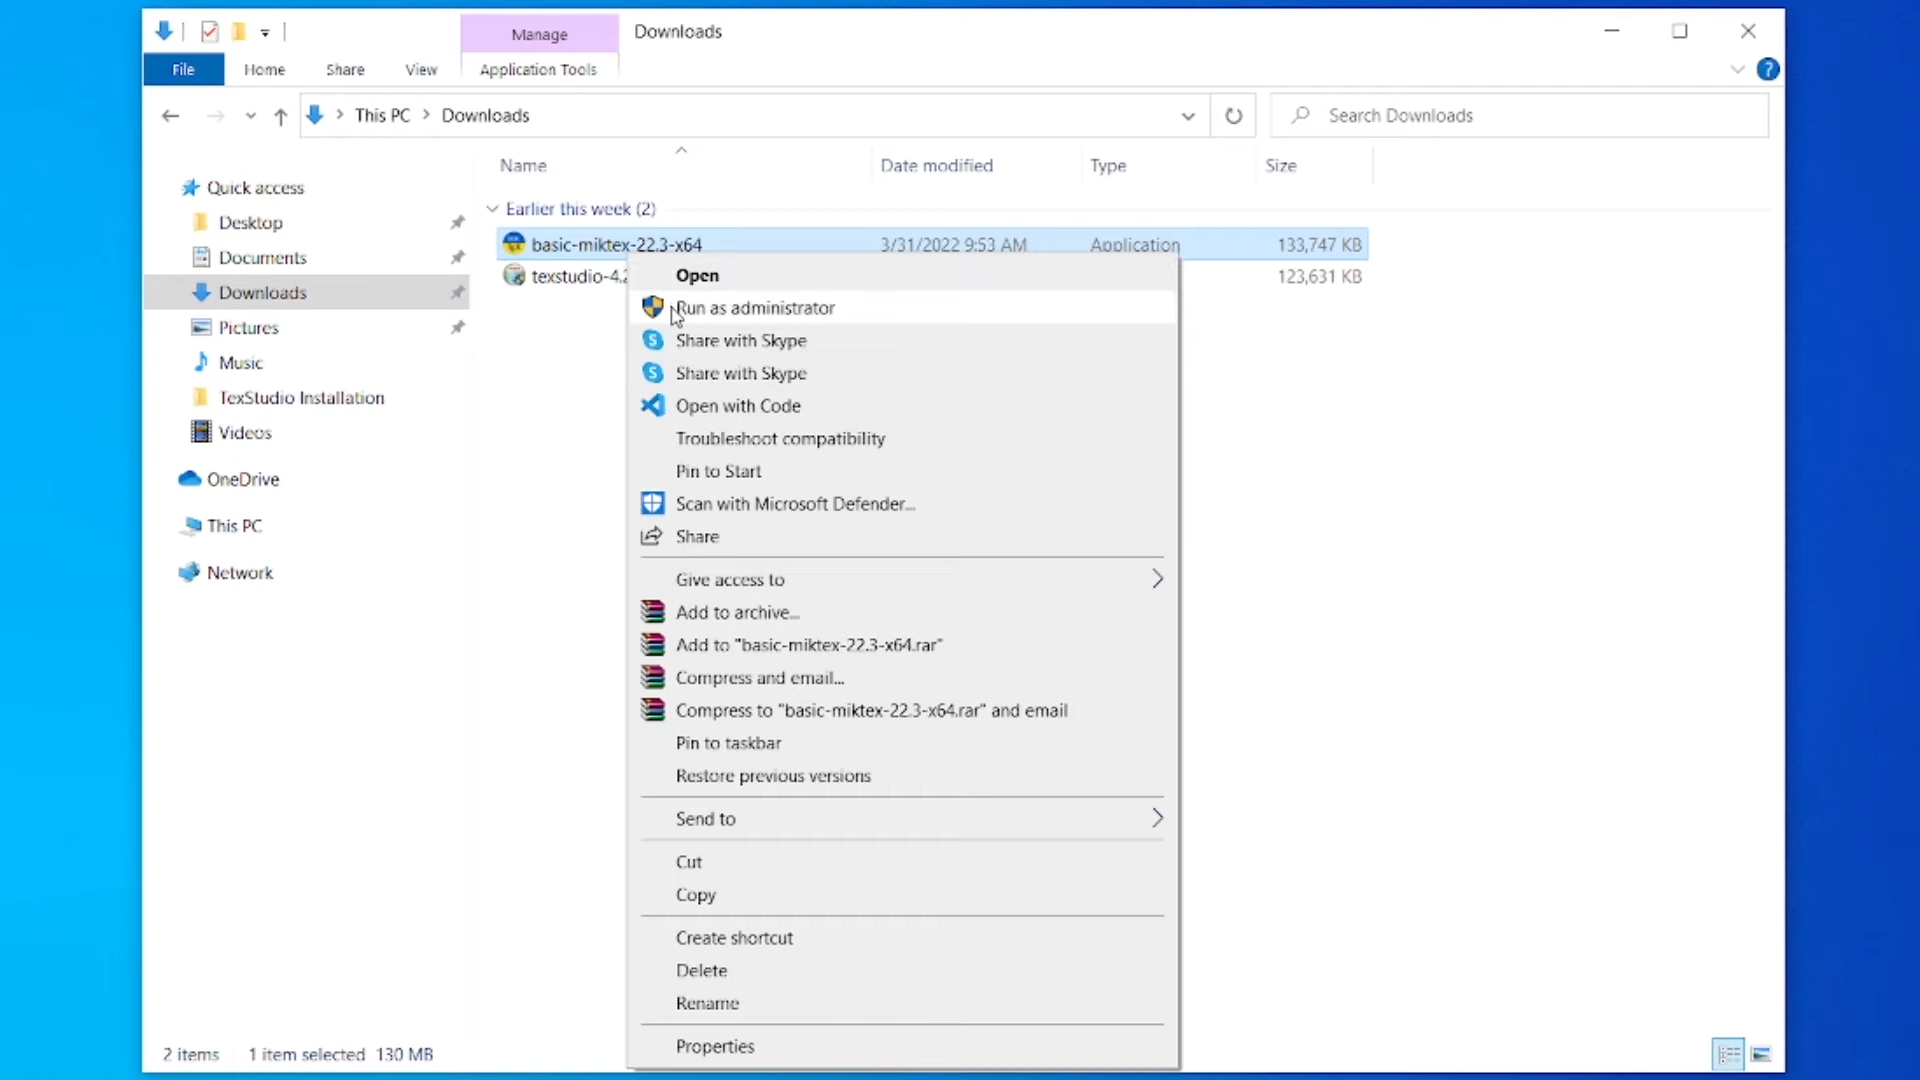 Manage
Downloads
File
Home
Share
View
Application Tools
?
This PC > Downloads
Search Downloads
Name
Date modified
Type
Size
Quick access
Desktop
Documents
Downloads
Pictures
Music
TexStudio Installation
Videos
OneDrive
This PC
Network
Earlier this week (2)
basic-miktex-22.3-x64
3/31/2022 9:53 AM
Application
133,747 KB
texstudio-4.2
123,631 KB
Open
Run as administrator
Share with Skype
Share with Skype
Open with Code
Troubleshoot compatibility
Pin to Start
Scan with Microsoft Defender...
Share
Give access to
Add to archive...
Add to "basic-miktex-22.3-x64.rar"
Compress and email...
Compress to "basic-miktex-22.3-x64.rar" and email
Pin to taskbar
Restore previous versions
Send to
Cut
Copy
Create shortcut
Delete
Rename
Properties
2 items
1 item selected 130 MB